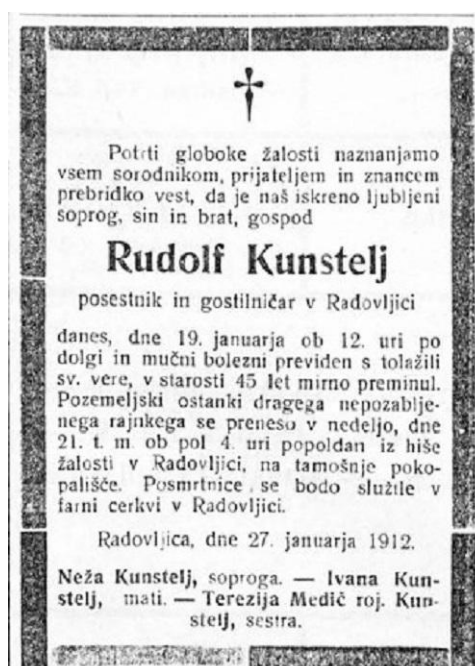 Potrti globoke žalosti naznanjamo
vsem sorodnikom, prijateljem in znancem
prebridko vest, da je naš iskreno ljubljeni
soprog, sin in brat, gospod
Rudolf Kunstelj
posestnik in gostilničar v Radovljici
danes, dne 19. januarja ob 12. uri po
dolgi in mučni bolezni previden s tolažili
sv. vere, v starosti 45 let mirno preminul.
Pozemeljski ostanki dragega nepozablje-
nega rajnkega se preneso v nedeljo, dne
21. t. m. ob pol 4. uri popoldan iz hiše
žalosti v Radovljici, na tamošnje poko-
pališče. Posmrtnice se bodo služile v
farni cerkvi v Radovljici.
Radovljica, dne 27. januarja 1912.
Neža Kunstelj, soproga. — Ivana Kun-
stelj, mati. — Terezija Medič roj. Kun-
stelj, sestra.